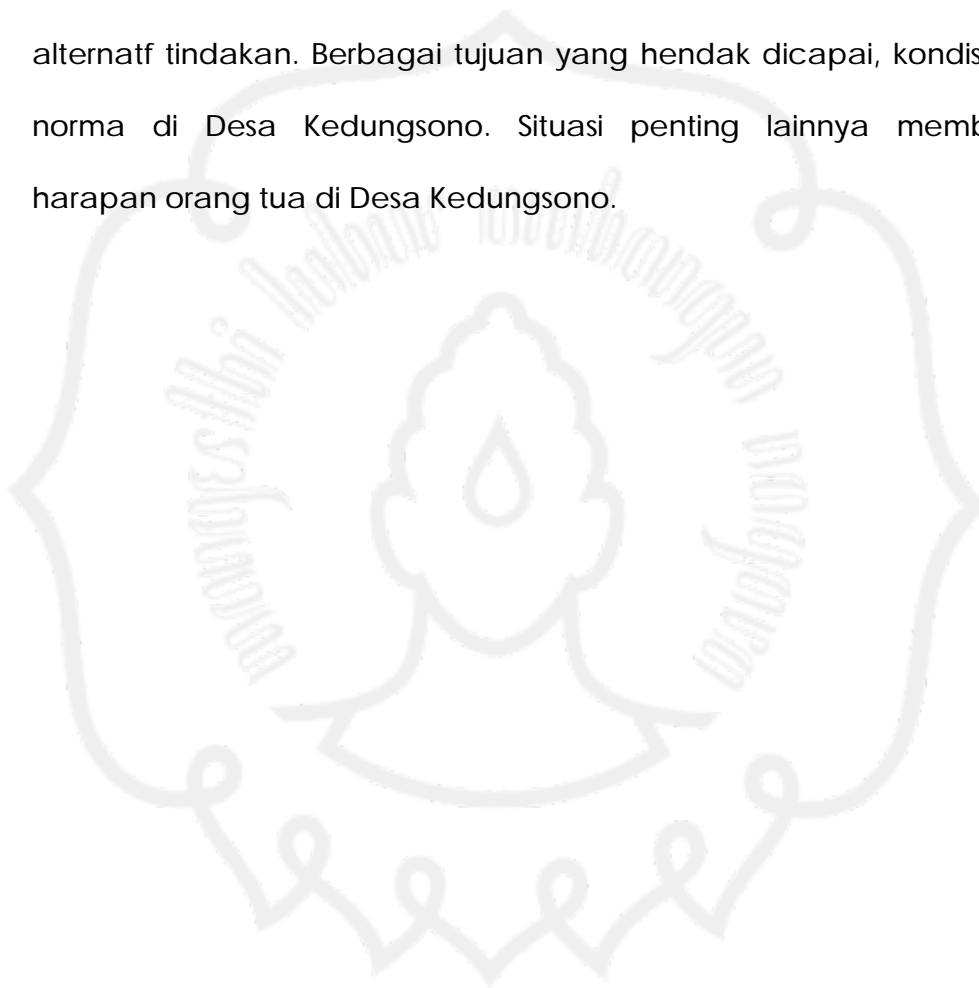 alternatf tindakan. Berbagai tujuan yang hendak dicapai, kondis
norma di Desa Kedungsono. Situasi penting lainnya memb
harapan orang tua di Desa Kedungsono.